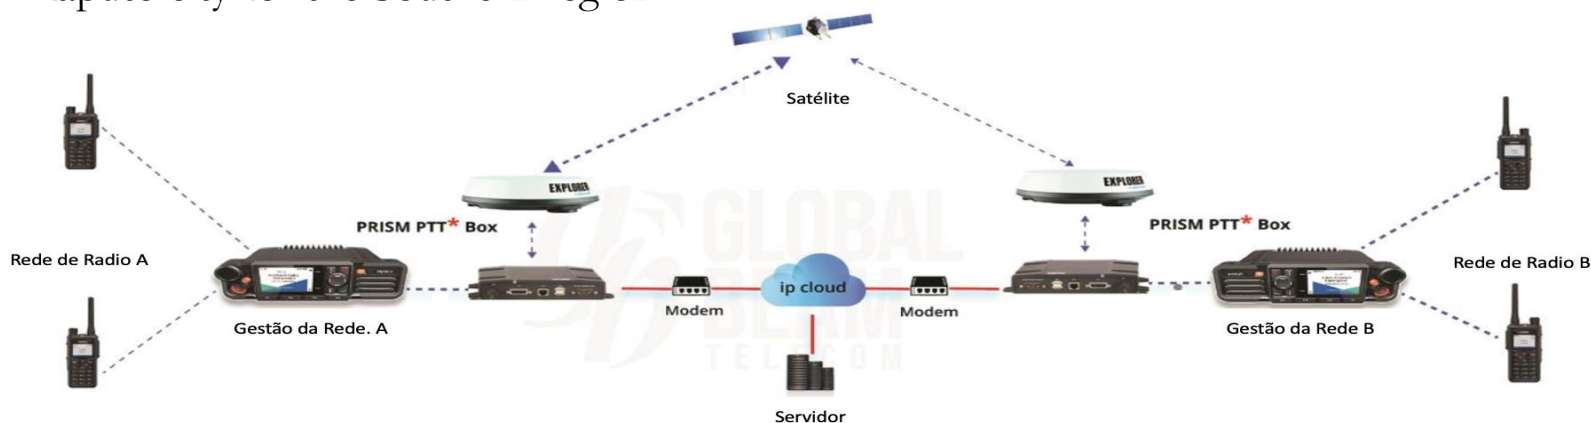 Satélite
EXPLORER
EXPLORER
PRISM PTT* Box
PRISM PTT* Box
GLOBAL
Rede de Radio A
Rede de Radio B
ip cloud
Modem
Modem
BEAM
Gestão da Rede. A
Gestão da Rede B
TELECOM
Servidor